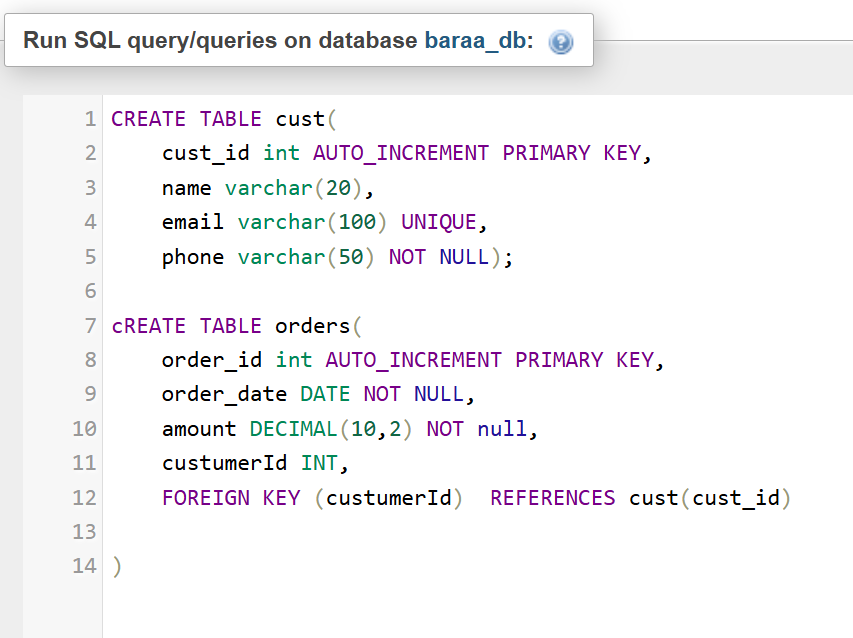 Run SQL query/queries on database baraa_db:
1 CREATE TABLE cust(
2 cust_id int AUTO_INCREMENT PRIMARY KEY,
3 name varchar(20),
4 email varchar(100) UNIQUE,
5 phone varchar(50) NOT NULL);
6
7 cREATE TABLE orders(
8 order_id int AUTO_INCREMENT PRIMARY KEY,
9 order_date DATE NOT NULL,
10 amount DECIMAL(10,2) NOT null,
11 custumerId INT,
12 FOREIGN KEY (custumerId)  REFERENCES cust(cust_id)
13
14 )